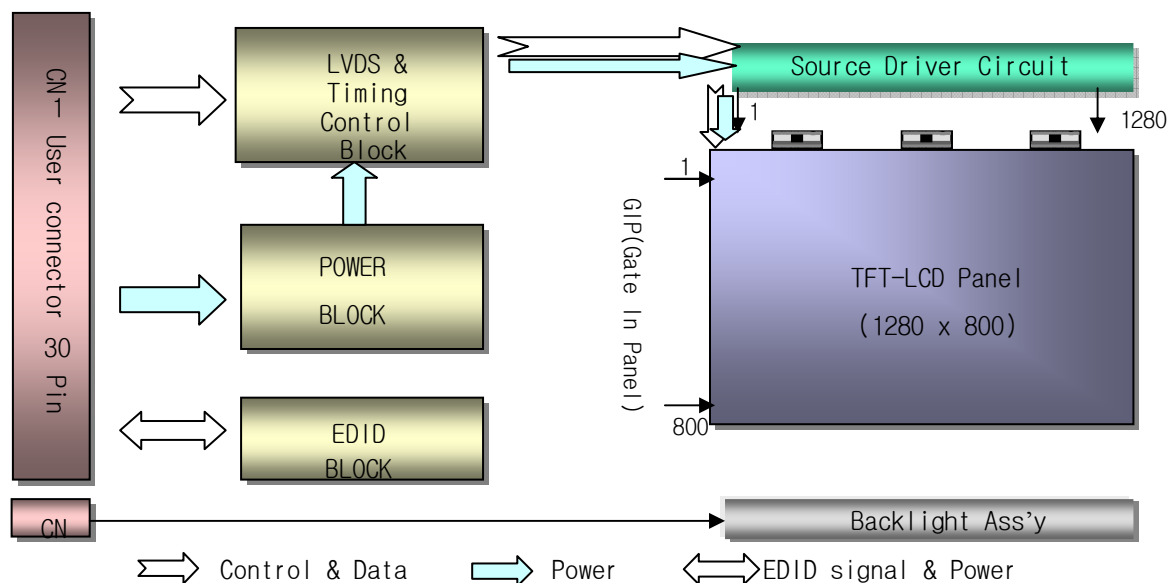 CN-1 User connector 30 Pin
LVDS &
Timing
Control
Block
Source Driver Circuit
1
1280
1
GIP(Gate In Panel)
800
POWER
BLOCK
TFT-LCD Panel
(1280 x 800)
EDID
BLOCK
CN
Backlight Ass'y
Control & Data
Power
EDID signal & Power